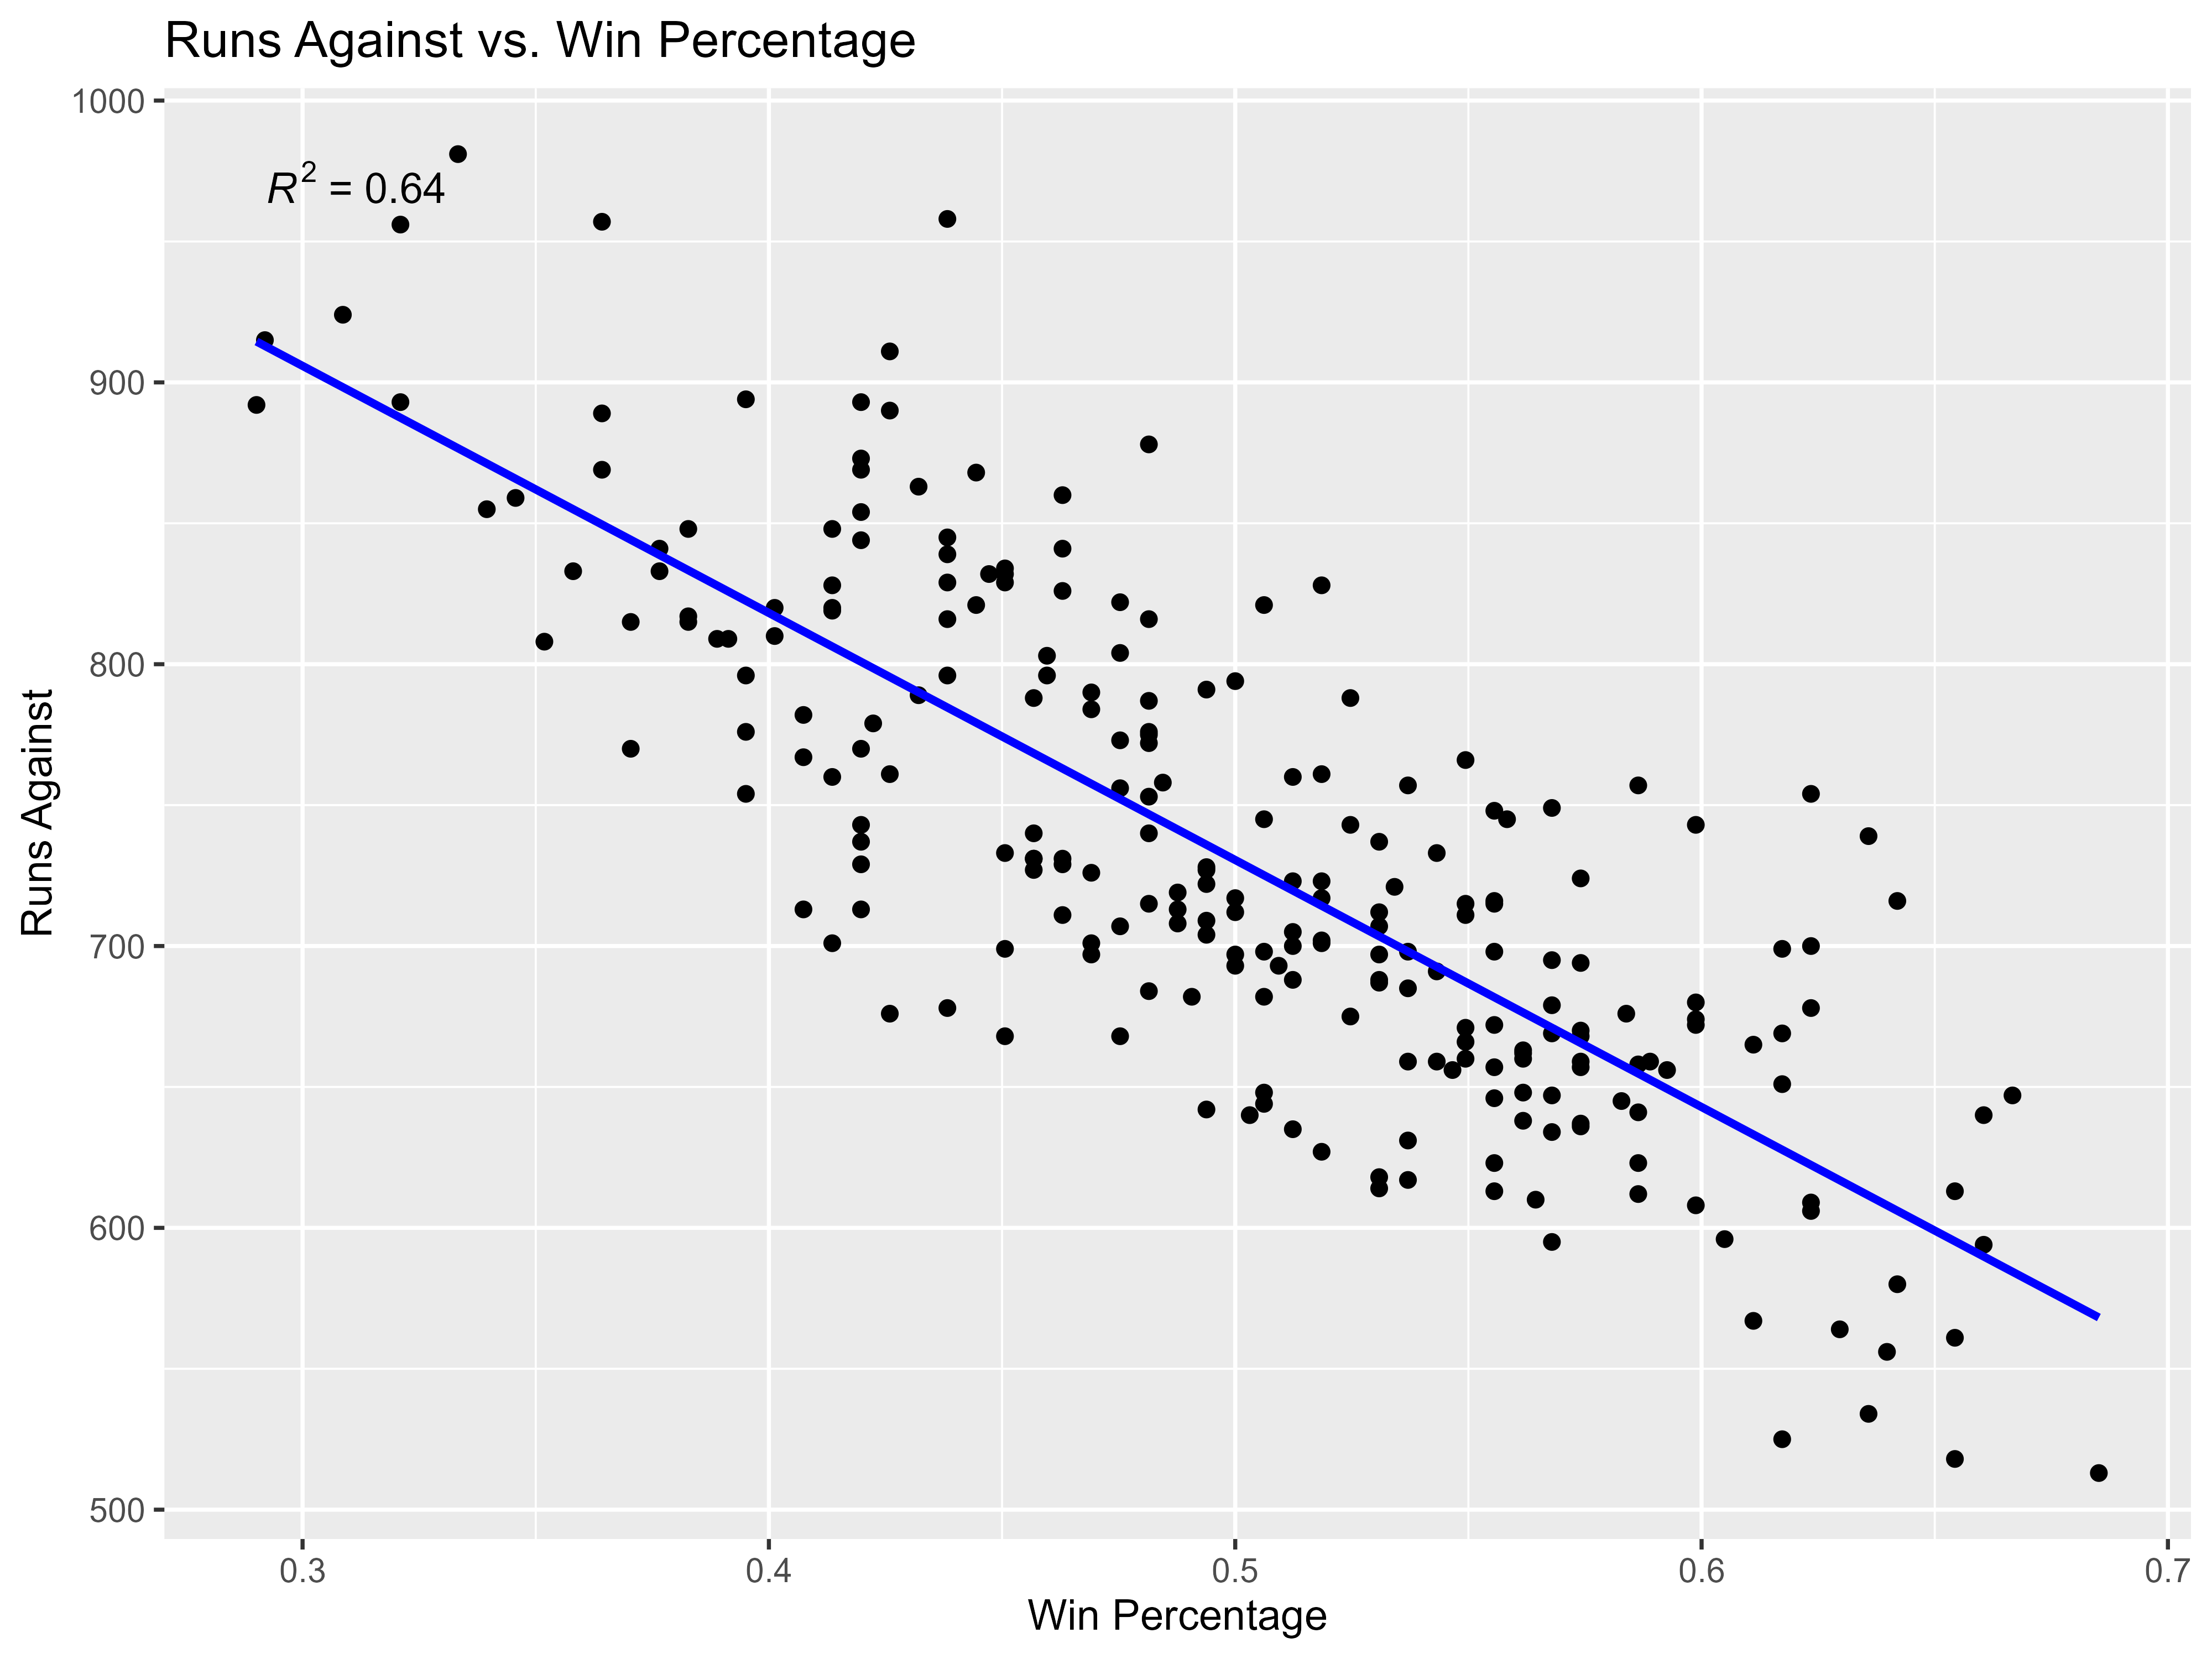 Runs Against vs. Win Percentage
1000
R² = 0.64
900
800
700
600
500
Runs Against
0.3 0.4 0.5 0.6 0.7
Win Percentage